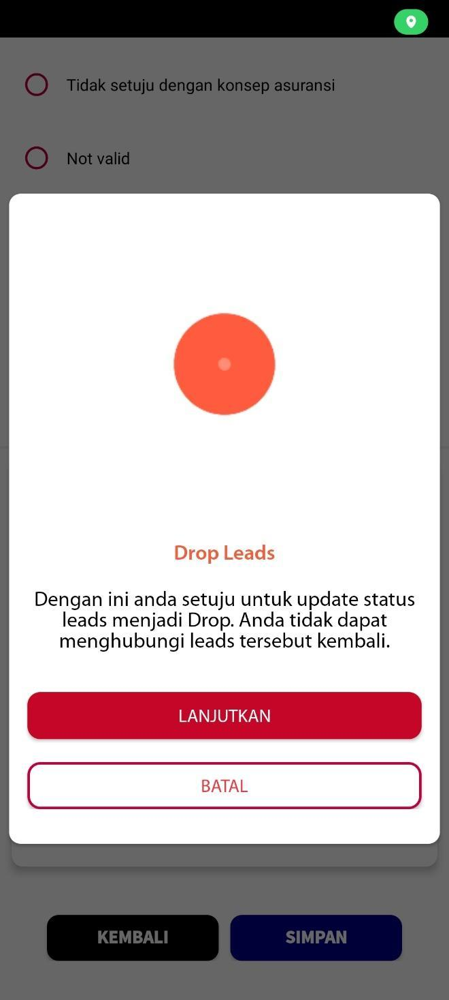 Tidak setuju dengan konsep asuransi
Not valid
Drop Leads
Dengan ini anda setuju untuk update status
leads menjadi Drop. Anda tidak dapat
menghubungi leads tersebut kembali.
LANJUTKAN
BATAL
KEMBALI
SIMPAN